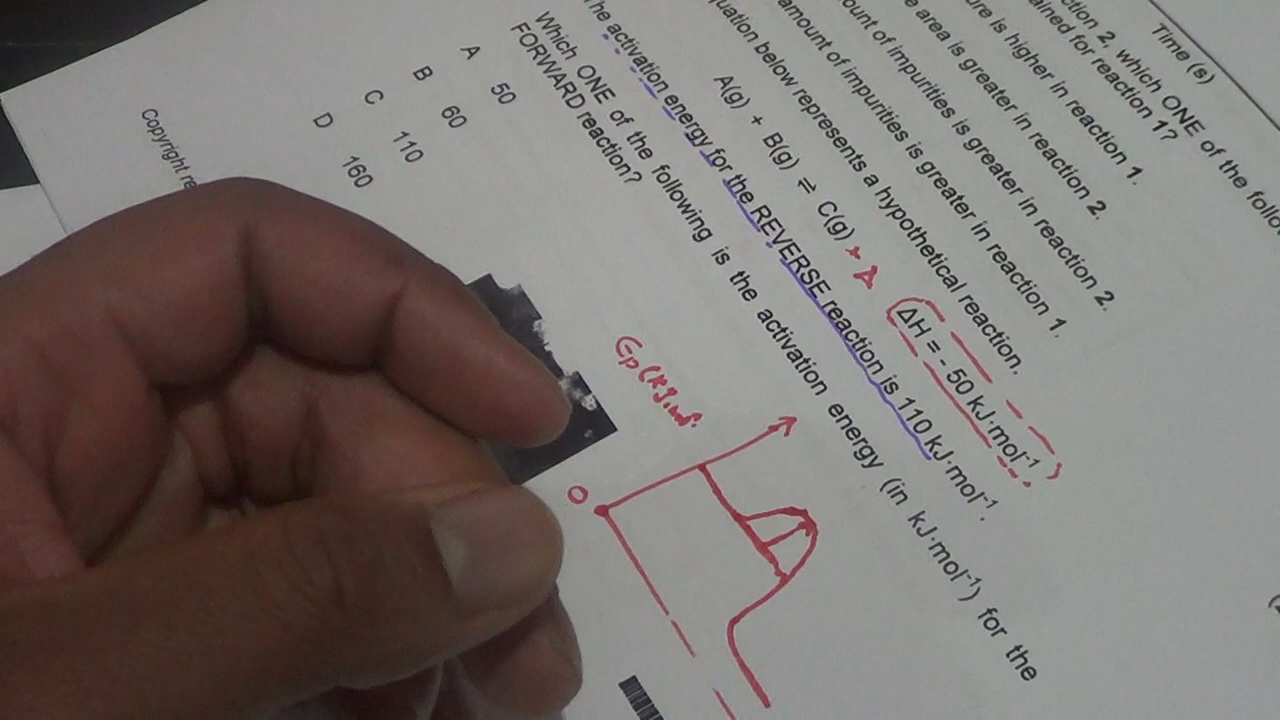 Time (s)
ction 2, which ONE of the follow
ained for reaction 1?
ure is higher in reaction 1.
e area is greater in reaction 2.
ount of impurities is greater in reaction 2.
amount of impurities is greater in reaction 1.
uation below represents a hypothetical reaction.
A(g) + B(g) ⇌ C(g) ΔH = - 50 kJ·mol⁻¹
The activation energy for the REVERSE reaction is 110 kJ·mol⁻¹.
Which ONE of the following is the activation energy (in kJ·mol⁻¹) for the
FORWARD reaction?
A 50
B 60
C 110
D 160
Copyright re
0